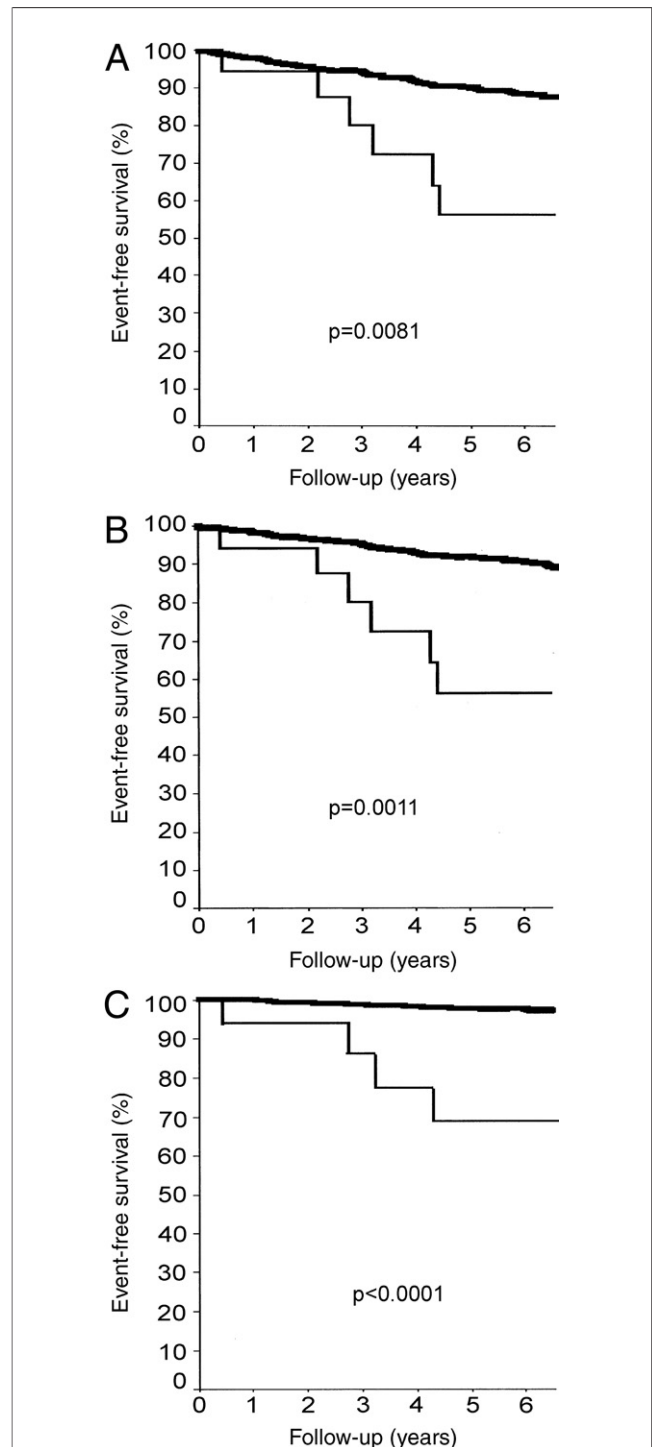 A
Event-free survival (%)
100
90
80
70
60
50
40
30
20
10
0
p=0.0081
0 1 2 3 4 5 6
Follow-up (years)
B
Event-free survival (%)
100
90
80
70
60
50
40
30
20
10
0
p=0.0011
0 1 2 3 4 5 6
Follow-up (years)
C
Event-free survival (%)
100
90
80
70
60
50
40
30
20
10
0
p<0.0001
0 1 2 3 4 5 6
Follow-up (years)